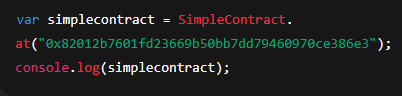 var simplecontract = SimpleContract.
at("0x82012b7601fd23669b50bb7dd79460970ce386e3");
console.log(simplecontract);